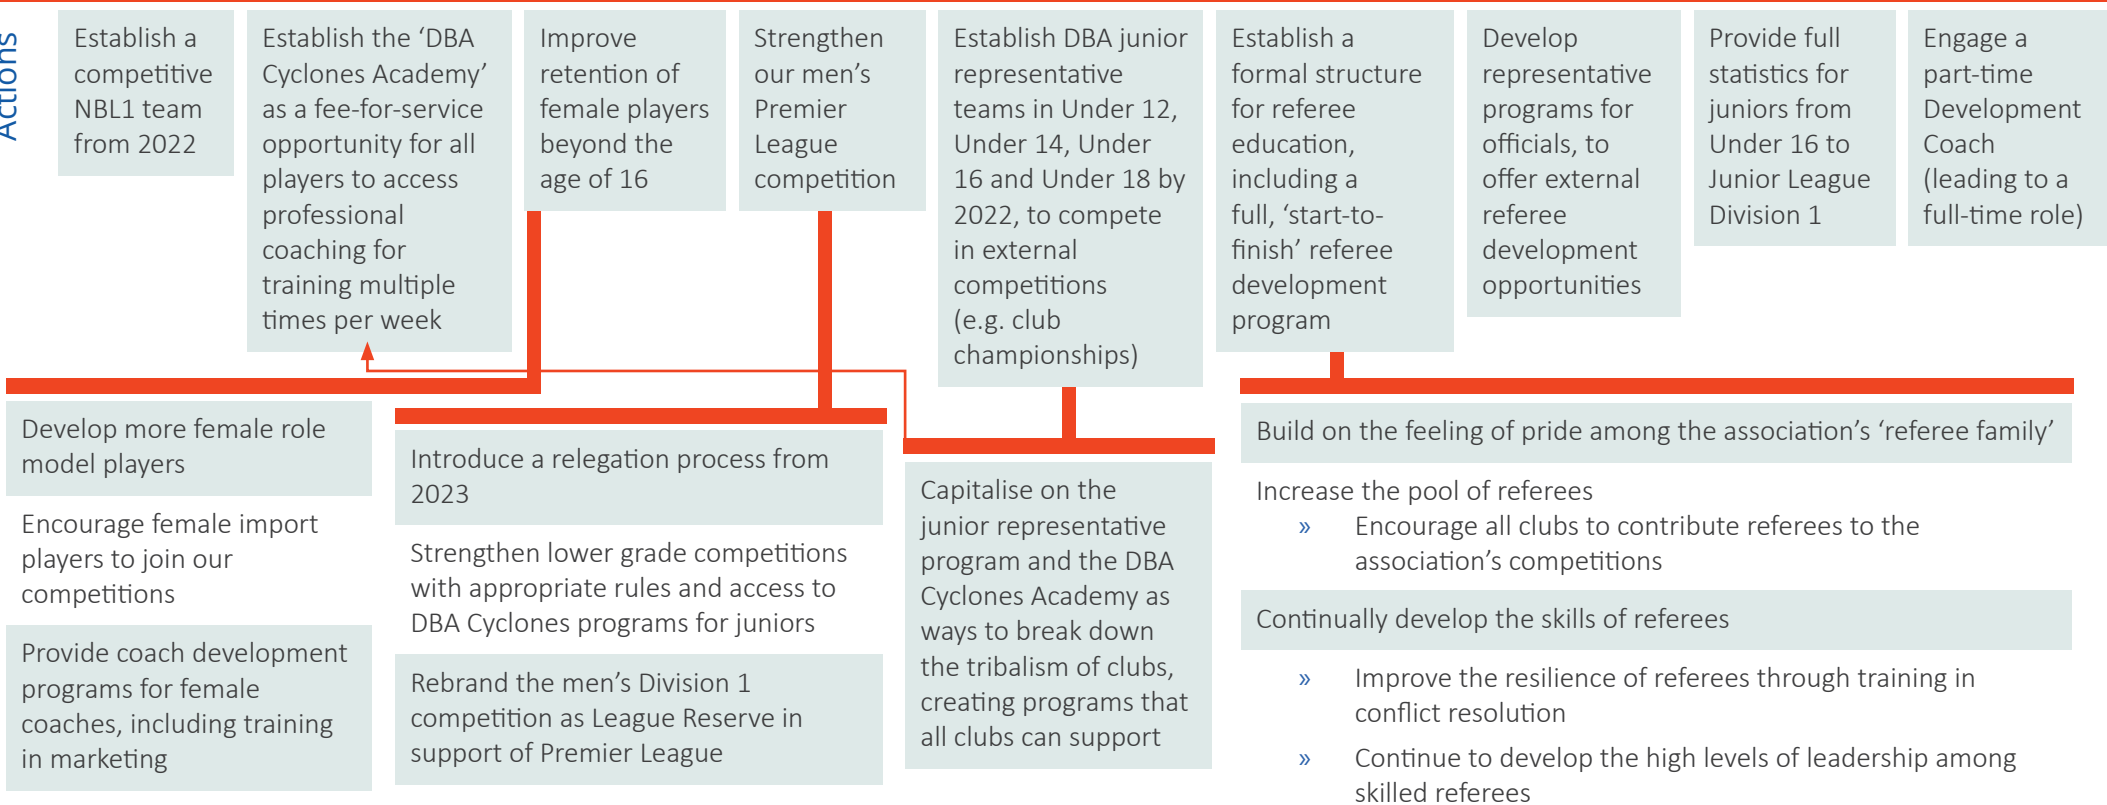 Actions
Establish a
competitive
NBL1 team
from 2022
Establish the ‘DBA
Cyclones Academy’
as a fee-for-service
opportunity for all
players to access
professional
coaching for
training multiple
times per week
Improve
retention of
female players
beyond the
age of 16
Strengthen
our men’s
Premier
League
competition
Establish DBA junior
representative
teams in Under 12,
Under 14, Under
16 and Under 18 by
2022, to compete
in external
competitions
(e.g. club
championships)
Establish a
formal structure
for referee
education,
including a
full, ‘start-to-
finish’ referee
development
program
Develop
representative
programs for
officials, to
offer external
referee
development
opportunities
Provide full
statistics for
juniors from
Under 16 to
Junior League
Division 1
Engage a
part-time
Development
Coach
(leading to a
full-time role)
Develop more female role
model players
Encourage female import
players to join our
competitions
Provide coach development
programs for female
coaches, including training
in marketing
Introduce a relegation process from
2023
Strengthen lower grade competitions
with appropriate rules and access to
DBA Cyclones programs for juniors
Rebrand the men’s Division 1
competition as League Reserve in
support of Premier League
Capitalise on the
junior representative
program and the DBA
Cyclones Academy as
ways to break down
the tribalism of clubs,
creating programs that
all clubs can support
Build on the feeling of pride among the association’s ‘referee family’
Increase the pool of referees
» Encourage all clubs to contribute referees to the
association’s competitions
Continually develop the skills of referees
» Improve the resilience of referees through training in
conflict resolution
» Continue to develop the high levels of leadership among
skilled referees